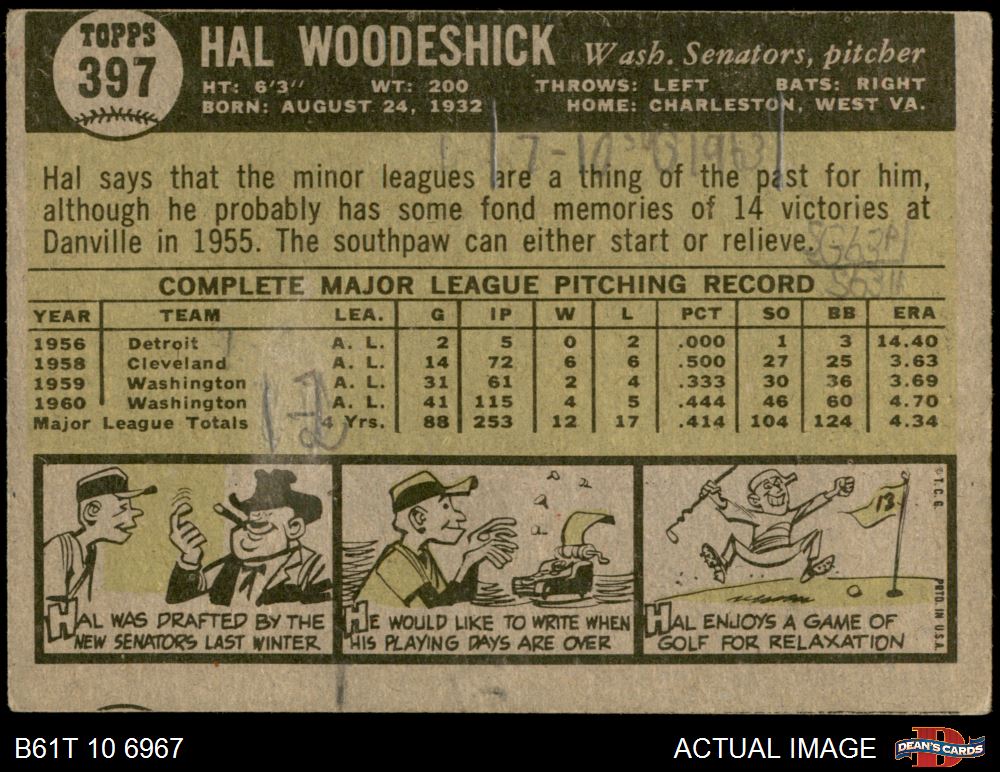 TOPPS
397
HAL WOODESHICK Wash. Senators, pitcher
HT: 6'3" WT: 200 THROWS: LEFT BATS: RIGHT
BORN: AUGUST 24, 1932 HOME: CHARLESTON, WEST VA.
Hal says that the minor leagues are a thing of the past for him,
although he probably has some fond memories of 14 victories at
Danville in 1955. The southpaw can either start or relieve.
COMPLETE MAJOR LEAGUE PITCHING RECORD
YEAR TEAM LEA. G IP W L PCT SO BB ERA
1956 Detroit A. L. 2 5 0 2 .000 1 3 14.40
1958 Cleveland A. L. 14 72 6 6 .500 27 25 3.63
1959 Washington A. L. 31 61 2 4 .333 30 36 3.69
1960 Washington A. L. 41 115 4 5 .444 46 60 4.70
Major League Totals 4 Yrs. 88 253 12 17 .414 104 124 4.34
HAL WAS DRAFTED BY THE
NEW SENATORS LAST WINTER
HE WOULD LIKE TO WRITE WHEN
HIS PLAYING DAYS ARE OVER
13
HAL ENJOYS A GAME OF
GOLF FOR RELAXATION
© T. C. G.
PRTD IN U.S.A.
B61T 10 6967
ACTUAL IMAGE
DEAN'S CARDS